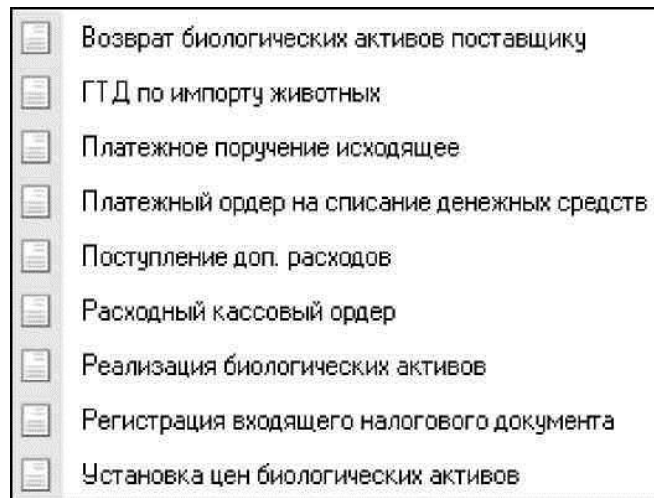 Возврат биологических активов поставщику
ГТД по импорту животных
Платежное поручение исходящее
Платежный ордер на списание денежных средств
Поступление доп. расходов
Расходный кассовый ордер
Реализация биологических активов
Регистрация входящего налогового документа
Установка цен биологических активов